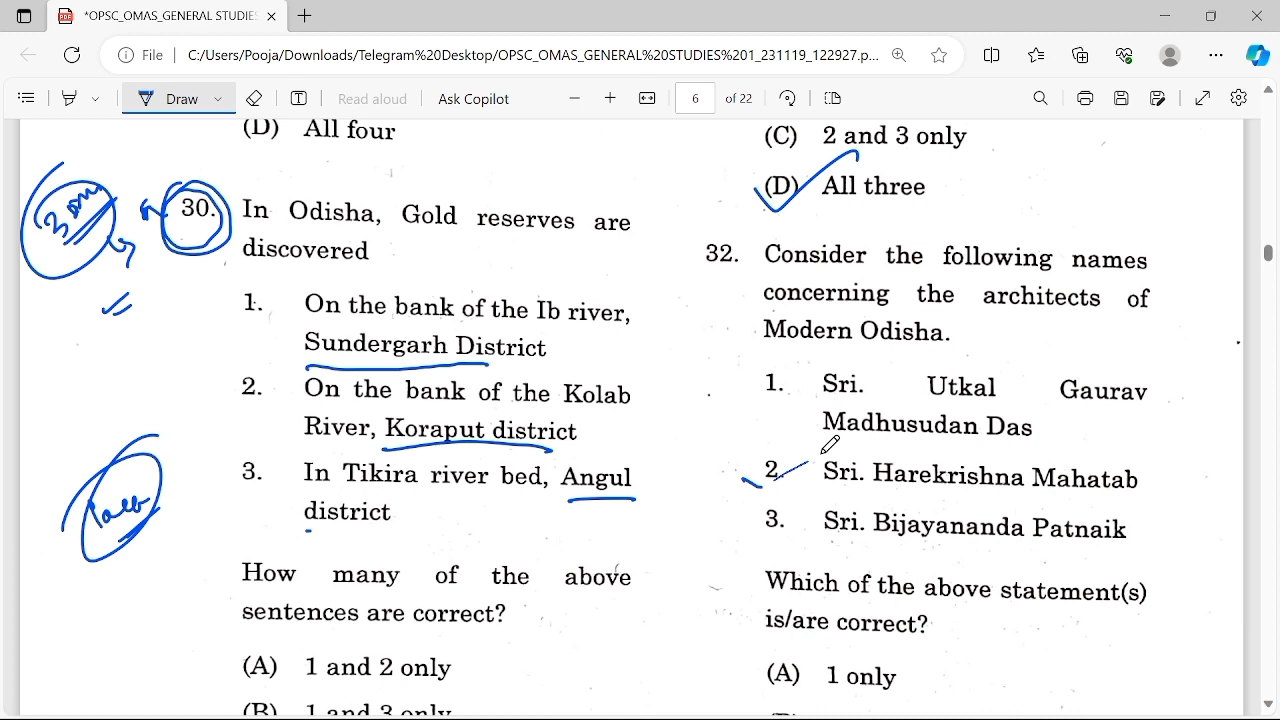 *OPSC_OMAS_GENERAL STUDIES
File
C:/Users/Pooja/Downloads/Telegram%20Desktop/OPSC_OMAS_GENERAL%20STUDIES%201_231119_122927.p...
Draw
Read aloud
Ask Copilot
6
of 22
(D) All four
30. In Odisha, Gold reserves are
discovered
1. On the bank of the Ib river,
Sundergarh District
2. On the bank of the Kolab
River, Koraput district
3. In Tikira river bed, Angul
district
How many of the above
sentences are correct?
(A) 1 and 2 only
(B) 1 and 3 only
(C) 2 and 3 only
(D) All three
32. Consider the following names
concerning the architects of
Modern Odisha.
1. Sri. Utkal Gaurav
Madhusudan Das
2. Sri. Harekrishna Mahatab
3. Sri. Bijayananda Patnaik
Which of the above statement(s)
is/are correct?
(A) 1 only